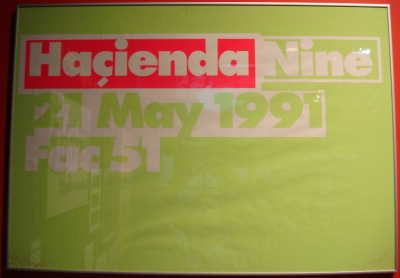 Haçienda Nine
21 May 1991
Fac 51